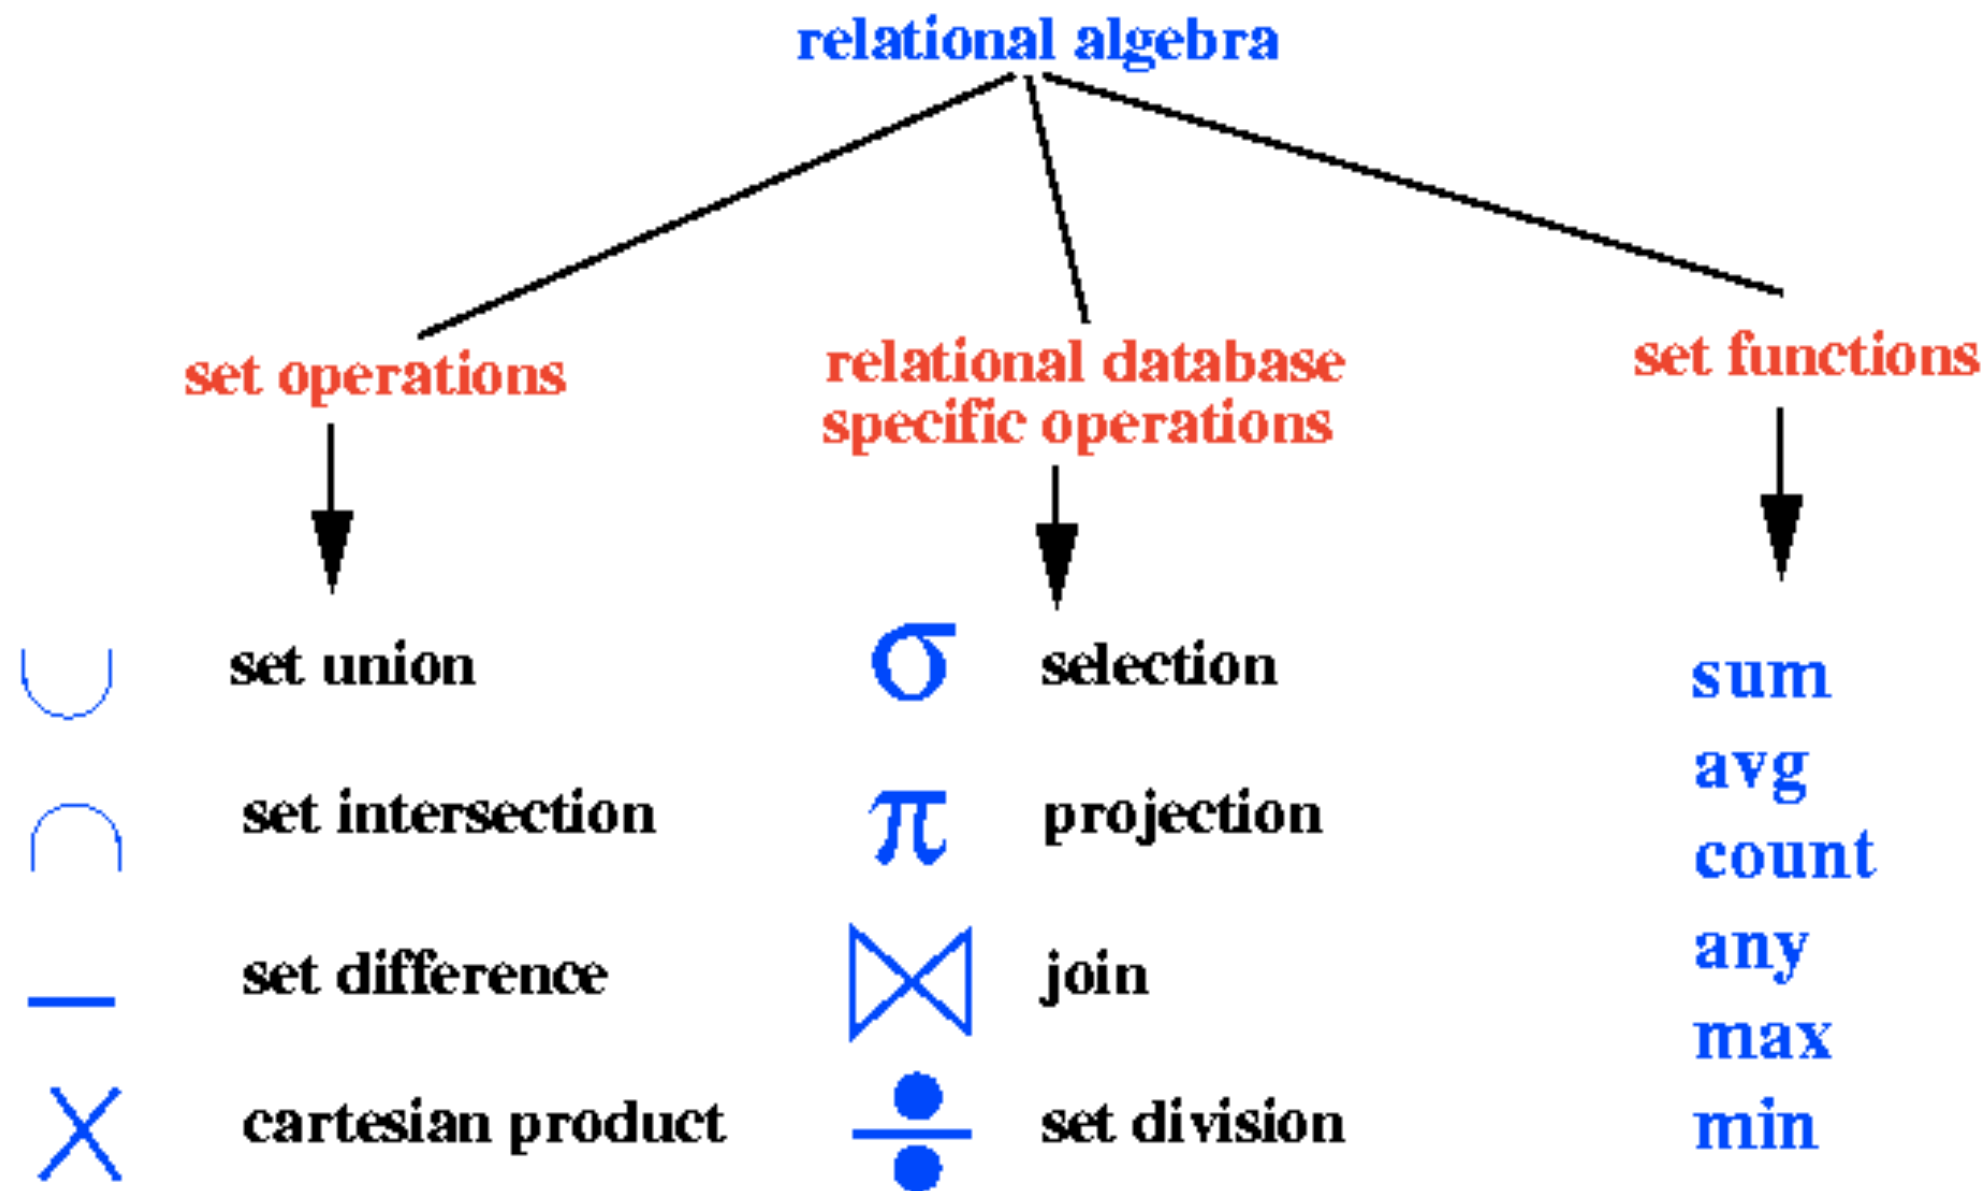 relational algebra
set operations
relational database
specific operations
set functions
∪ set union
∩ set intersection
— set difference
× cartesian product
σ selection
π projection
⋈ join
÷ set division
sum
avg
count
any
max
min